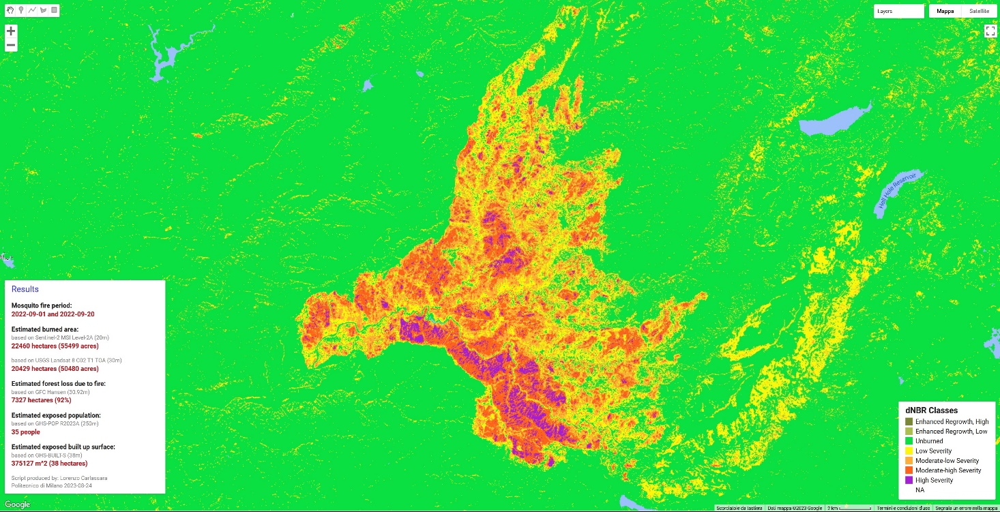 Layers
Mappa
Satellite
Hell Hole Reservoir
Results
Mosquito fire period:
2022-09-01 and 2022-09-20
Estimated burned area:
based on Sentinel-2 MSI Level-2A (20m)
22460 hectares (55499 acres)
based on USGS Landsat 8 C02 T1 TOA (30m)
20429 hectares (50480 acres)
Estimated forest loss due to fire:
based on GFC Hansen (30.92m)
7327 hectares (92%)
Estimated exposed population:
based on GHS-POP R2023A (250m)
35 people
Estimated exposed built up surface:
based on GHS-BUILT-S (38m)
375127 m^2 (38 hectares)
Script produced by: Lorenzo Carlassara
Politecnico di Milano 2023-08-24
dNBR Classes
Enhanced Regrowth, High
Enhanced Regrowth, Low
Unburned
Low Severity
Moderate-low Severity
Moderate-high Severity
High Severity
NA
Google
Scorciatoie da tastiera
Dati mappa ©2023 Google
2 km
Termini e condizioni d'uso
Segnala un errore nella mappa